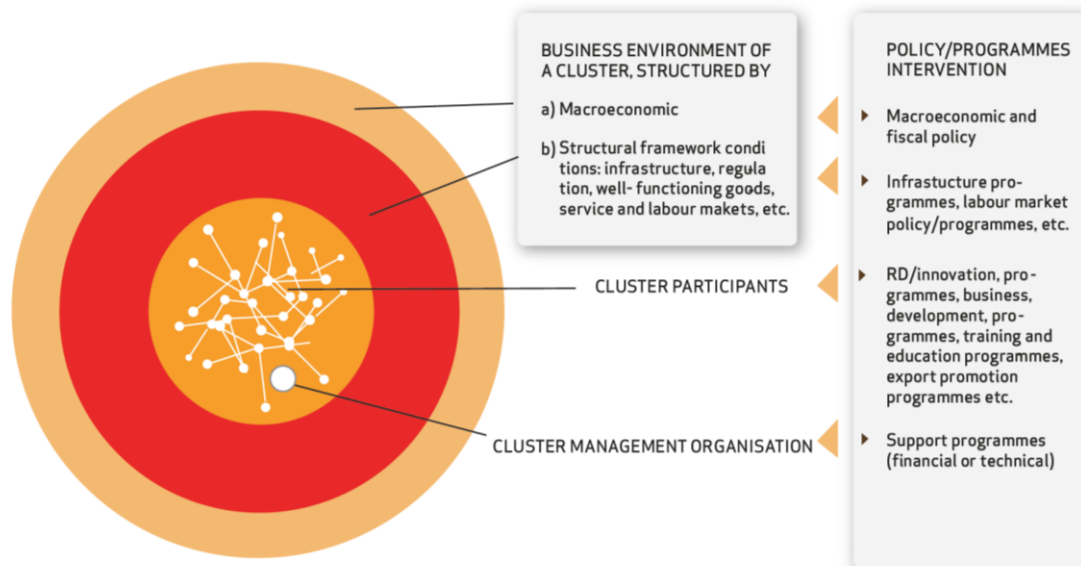 BUSINESS ENVIRONMENT OF
A CLUSTER, STRUCTURED BY
a) Macroeconomic
b) Structural framework condi
tions: infrastructure, regula
tion, well- functioning goods,
service and labour makets, etc.
CLUSTER PARTICIPANTS
CLUSTER MANAGEMENT ORGANISATION
POLICY/PROGRAMMES
INTERVENTION
Macroeconomic and
fiscal policy
Infrastucture pro-
grammes, labour market
policy/programmes, etc.
RD/innovation, pro-
grammes, business,
development, pro-
grammes, training and
education programmes,
export promotion
programmes etc.
Support programmes
(financial or technical)